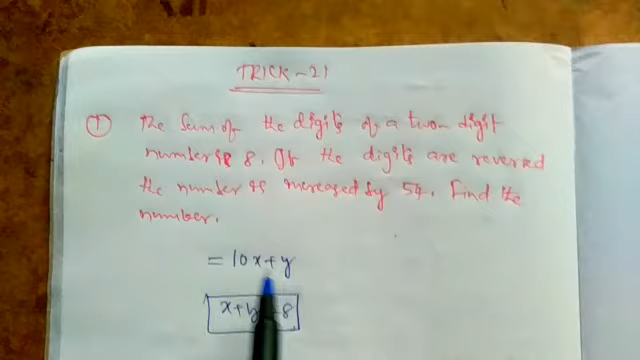 TRICK-21
① The sum of the digits of a two digit
number is 8. If the digits are reversed
the number is increased by 54. Find the
number.
= 10x+y
x+y=8